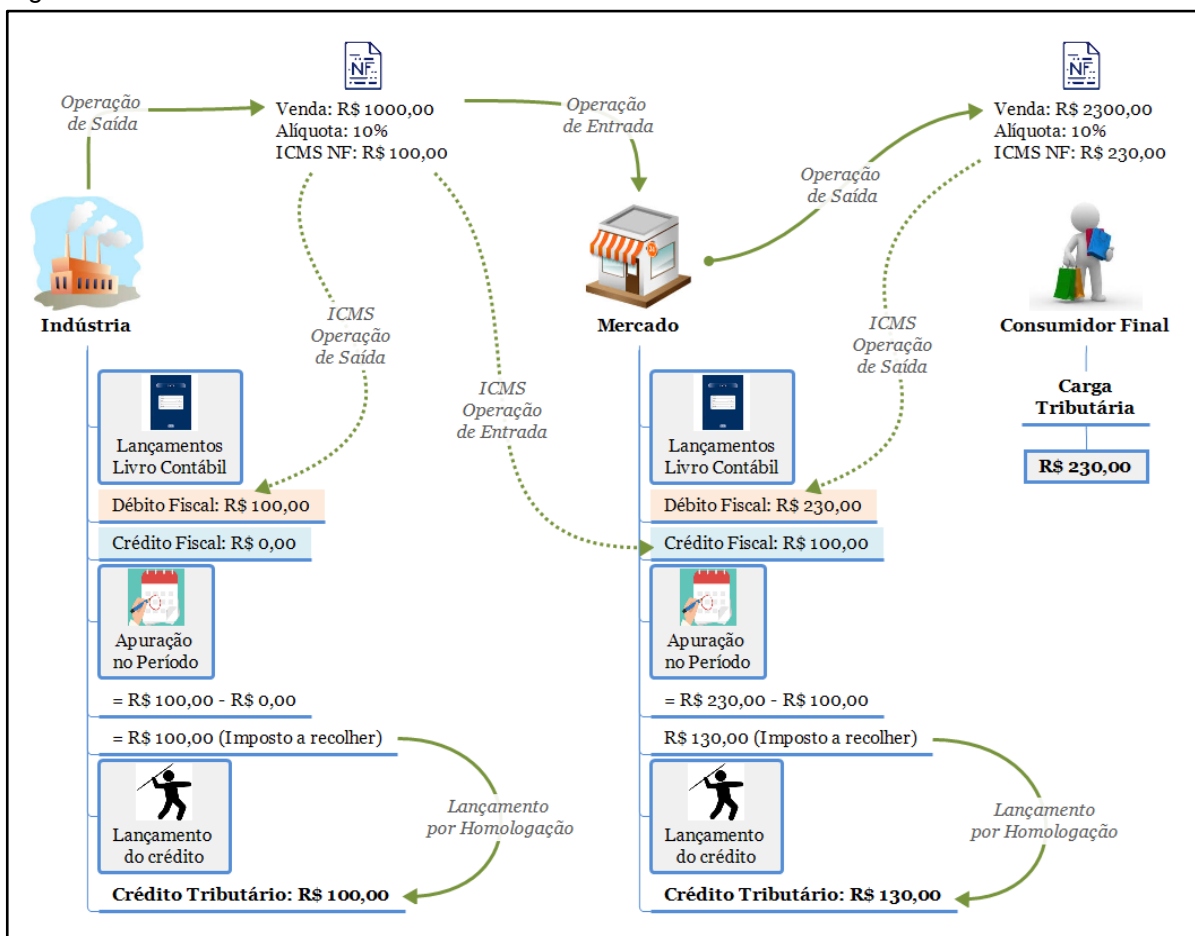 NF
Operação
de Saída
Venda: R$ 1000,00
Alíquota: 10%
ICMS NF: R$ 100,00
Operação
de Entrada
Operação
de Saída
NF
Venda: R$ 2300,00
Alíquota: 10%
ICMS NF: R$ 230,00
Indústria
Mercado
Consumidor Final
ICMS
Operação
de Saída
ICMS
Operação
de Entrada
ICMS
Operação
de Saída
Carga
Tributária
R$ 230,00
Lançamentos
Livro Contábil
Débito Fiscal: R$ 100,00
Crédito Fiscal: R$ 0,00
Apuração
no Período
= R$ 100,00 - R$ 0,00
= R$ 100,00 (Imposto a recolher)
Lançamento
por Homologação
Lançamento
do crédito
Crédito Tributário: R$ 100,00
Lançamentos
Livro Contábil
Débito Fiscal: R$ 230,00
Crédito Fiscal: R$ 100,00
Apuração
no Período
= R$ 230,00 - R$ 100,00
R$ 130,00 (Imposto a recolher)
Lançamento
por Homologação
Lançamento
do crédito
Crédito Tributário: R$ 130,00